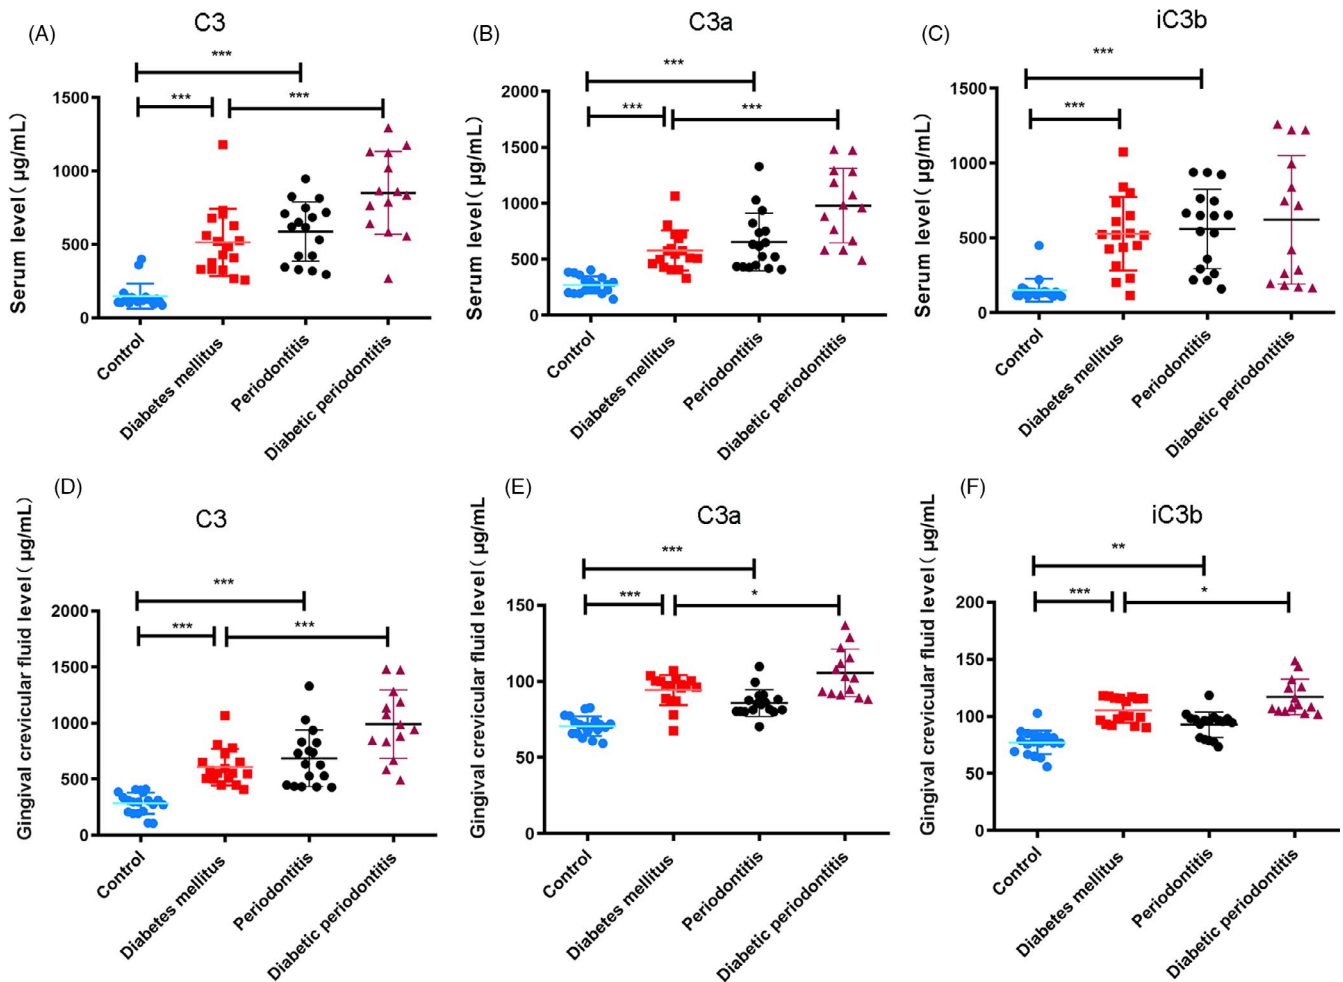 (A)
C3
***
***
***
Serum level( μg/mL)
1500
1000
500
0
Control
Diabetes mellitus
Periodontitis
Diabetic periodontitis
(B)
C3a
***
***
***
Serum level( μg/mL)
2000
1500
1000
500
0
Control
Diabetes mellitus
Periodontitis
Diabetic periodontitis
(C)
iC3b
***
***
Serum level( μg/mL)
1500
1000
500
0
Control
Diabetes mellitus
Periodontitis
Diabetic periodontitis
(D)
C3
***
***
***
Gingival crevicular fluid level( μg/mL)
2000
1500
1000
500
0
Control
Diabetes mellitus
Periodontitis
Diabetic periodontitis
(E)
C3a
***
***
*
Gingival crevicular fluid level( μg/mL
150
100
50
0
Control
Diabetes mellitus
Periodontitis
Diabetic periodontitis
(F)
iC3b
**
***
*
Gingival crevicular fluid level( μg/mL
200
150
100
50
0
Control
Diabetes mellitus
Periodontitis
Diabetic periodontitis